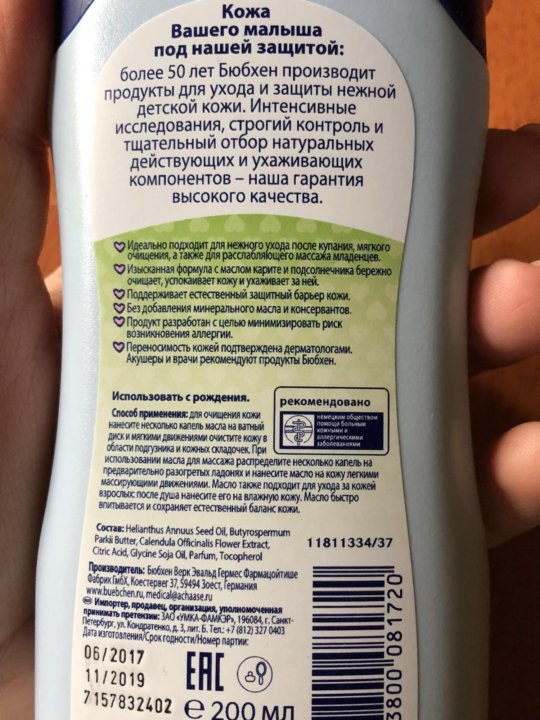 Кожа
Вашего малыша
под нашей защитой:
более 50 лет Бюбхен производит
продукты для ухода и защиты нежной
детской кожи. Интенсивные
исследования, строгий контроль и
тщательный отбор натуральных
действующих и ухаживающих
компонентов – наша гарантия
высокого качества.
Идеально подходит для нежного ухода после купания, мягкого
очищения, а также для расслабляющего массажа младенцев.
Изысканная формула с маслом карите и подсолнечника бережно
очищает, успокаивает кожу и ухаживает за ней.
Поддерживает естественный защитный барьер кожи.
Без добавления минерального масла и консервантов.
Продукт разработан с целью минимизировать риск
возникновения аллергии.
Переносимость кожей подтверждена дерматологами.
Акушеры и врачи рекомендуют продукты Бюбхен.
Использовать с рождения.
Способ применения: для очищения кожи
нанесите несколько капель масла на ватный
диск и мягкими движениями очистите кожу в
области подгузника и кожных складочек. При
использовании масла для массажа распределите несколько капель на
предварительно разогретых ладонях и нанесите масло на кожу легкими
массирующими движениями. Масло также подходит для ухода за кожей
взрослых: после душа нанесите его на влажную кожу. Масло быстро
впитывается и сохраняет естественный баланс кожи.
рекомендовано
немецким обществом
помощи больным
кожными и
аллергическими
заболеваниями
Состав: Helianthus Annuus Seed Oil, Butyrospermum
Parkii Butter, Calendula Officinalis Flower Extract,
Citric Acid, Glycine Soja Oil, Parfum, Tocopherol
11811334/37
Производитель: Бюбхен Верк Эвальд Гермес Фармацойтише
Фабрик ГмбХ, Коестервег 37, 59494 Зоест, Германия
www.buebchen.ru, medical@achaase.ru
Импортер, продавец, организация, уполномоченная
принимать претензии: ЗАО «УМКА-ФАМКЭР», 196084, г. Санкт-
Петербург, ул. Кондратенко, д. 3, лит. Б. Тел.: +7 (812) 327 0403
Дата изготовления/Срок годности/Номер партии:
06/2017
11/2019
7157832402
EAC
e 200 мл
3800 081720